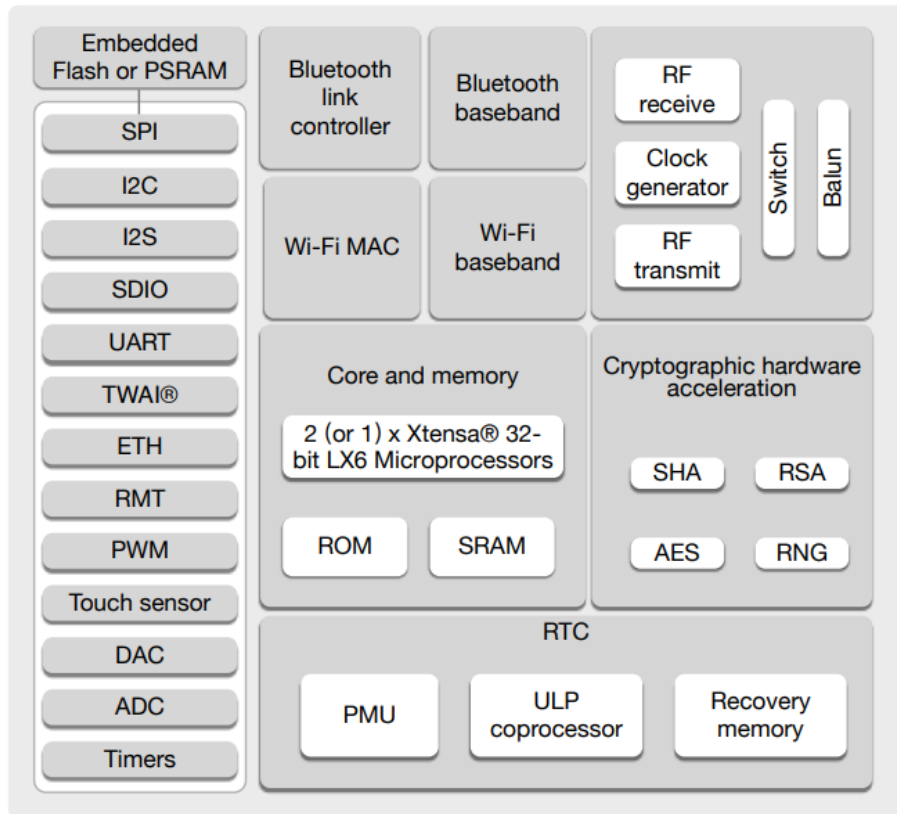 Embedded
Flash or PSRAM
SPI
I2C
I2S
SDIO
UART
TWAI®
ETH
RMT
PWM
Touch sensor
DAC
ADC
Timers
Bluetooth
link
controller
Bluetooth
baseband
Wi-Fi MAC
Wi-Fi
baseband
RF
receive
Clock
generator
RF
transmit
Switch
Balun
Core and memory
2 (or 1) x Xtensa® 32-
bit LX6 Microprocessors
ROM
SRAM
Cryptographic hardware
acceleration
SHA
RSA
AES
RNG
RTC
PMU
ULP
coprocessor
Recovery
memory